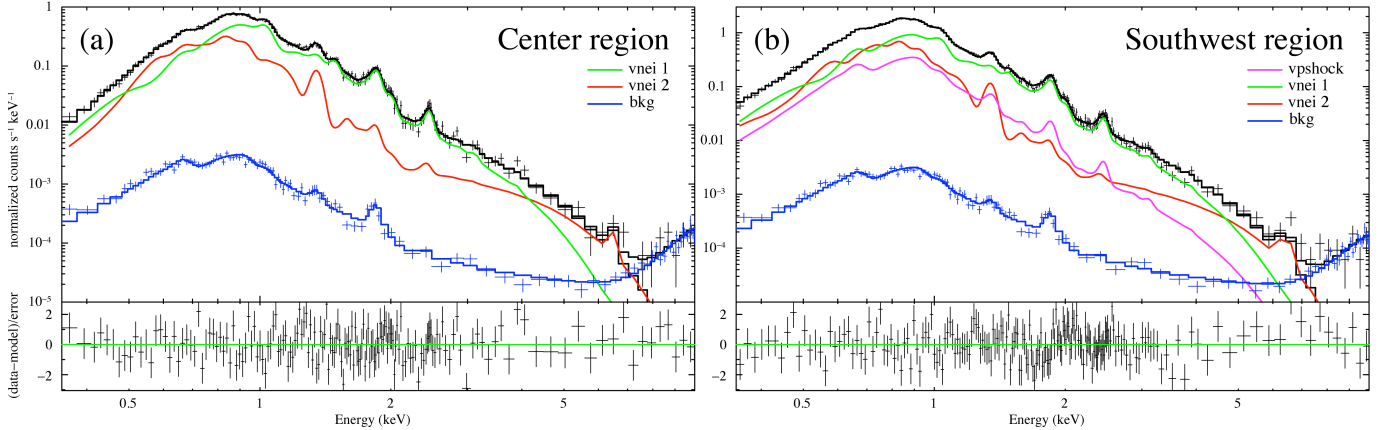 (a)
Center region
vnei 1
vnei 2
bkg
normalized counts s⁻¹ keV⁻¹
1
0.1
0.01
10⁻³
10⁻⁴
10⁻⁵
(data−model)/error
2
0
−2
0.5
1
2
5
Energy (keV)
(b)
Southwest region
vpshock
vnei 1
vnei 2
bkg
1
0.1
0.01
10⁻³
10⁻⁴
2
0
−2
0.5
1
2
5
Energy (keV)